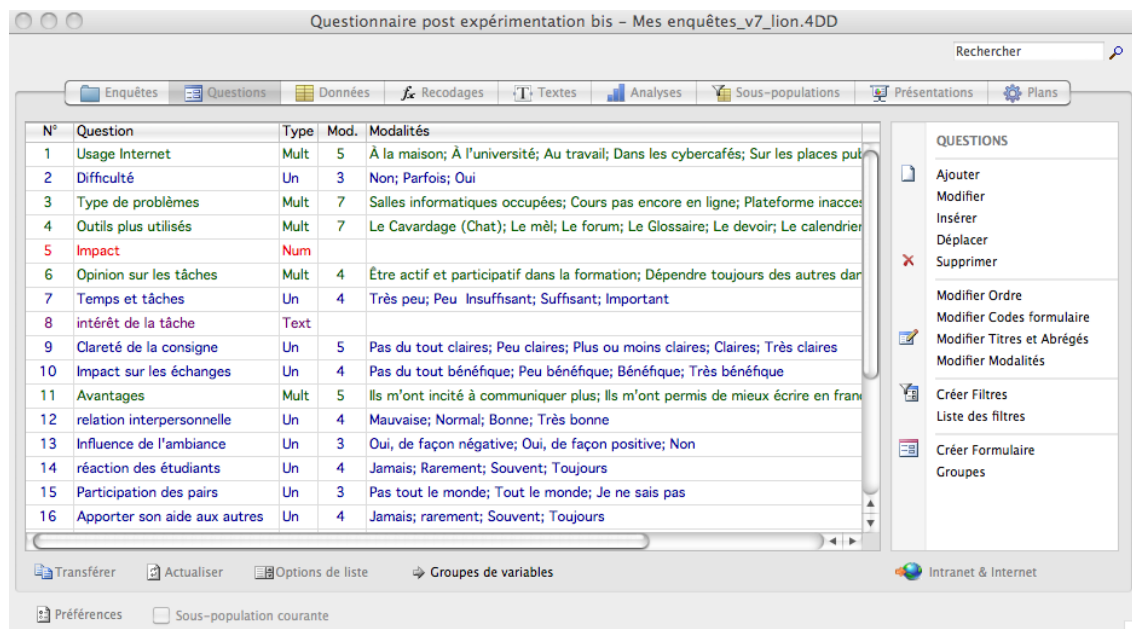 Questionnaire post expérimentation bis – Mes enquêtes_v7_lion.4DD
Rechercher
Enquêtes Questions Données fx Recodages T Textes Analyses Sous-populations Présentations Plans
N° Question Type Mod. Modalités
1 Usage Internet Mult 5 À la maison; À l'université; Au travail; Dans les cybercafés; Sur les places pub
2 Difficulté Un 3 Non; Parfois; Oui
3 Type de problèmes Mult 7 Salles informatiques occupées; Cours pas encore en ligne; Plateforme inacces
4 Outils plus utilisés Mult 7 Le Cavardage (Chat); Le mèl; Le forum; Le Glossaire; Le devoir; Le calendrier
5 Impact Num
6 Opinion sur les tâches Mult 4 Être actif et participatif dans la formation; Dépendre toujours des autres dan
7 Temps et tâches Un 4 Très peu; Peu Insuffisant; Suffisant; Important
8 intérêt de la tâche Text
9 Clareté de la consigne Un 5 Pas du tout claires; Peu claires; Plus ou moins claires; Claires; Très claires
10 Impact sur les échanges Un 4 Pas du tout bénéfique; Peu bénéfique; Bénéfique; Très bénéfique
11 Avantages Mult 5 Ils m'ont incité à communiquer plus; Ils m'ont permis de mieux écrire en fran
12 relation interpersonnelle Un 4 Mauvaise; Normal; Bonne; Très bonne
13 Influence de l'ambiance Un 3 Oui, de façon négative; Oui, de façon positive; Non
14 réaction des étudiants Un 4 Jamais; Rarement; Souvent; Toujours
15 Participation des pairs Un 3 Pas tout le monde; Tout le monde; Je ne sais pas
16 Apporter son aide aux autres Un 4 Jamais; rarement; Souvent; Toujours
QUESTIONS
Ajouter
Modifier
Insérer
Déplacer
Supprimer
Modifier Ordre
Modifier Codes formulaire
Modifier Titres et Abrégés
Modifier Modalités
Créer Filtres
Liste des filtres
Créer Formulaire
Groupes
Transférer Actualiser Options de liste Groupes de variables Intranet & Internet
Préférences Sous-population courante